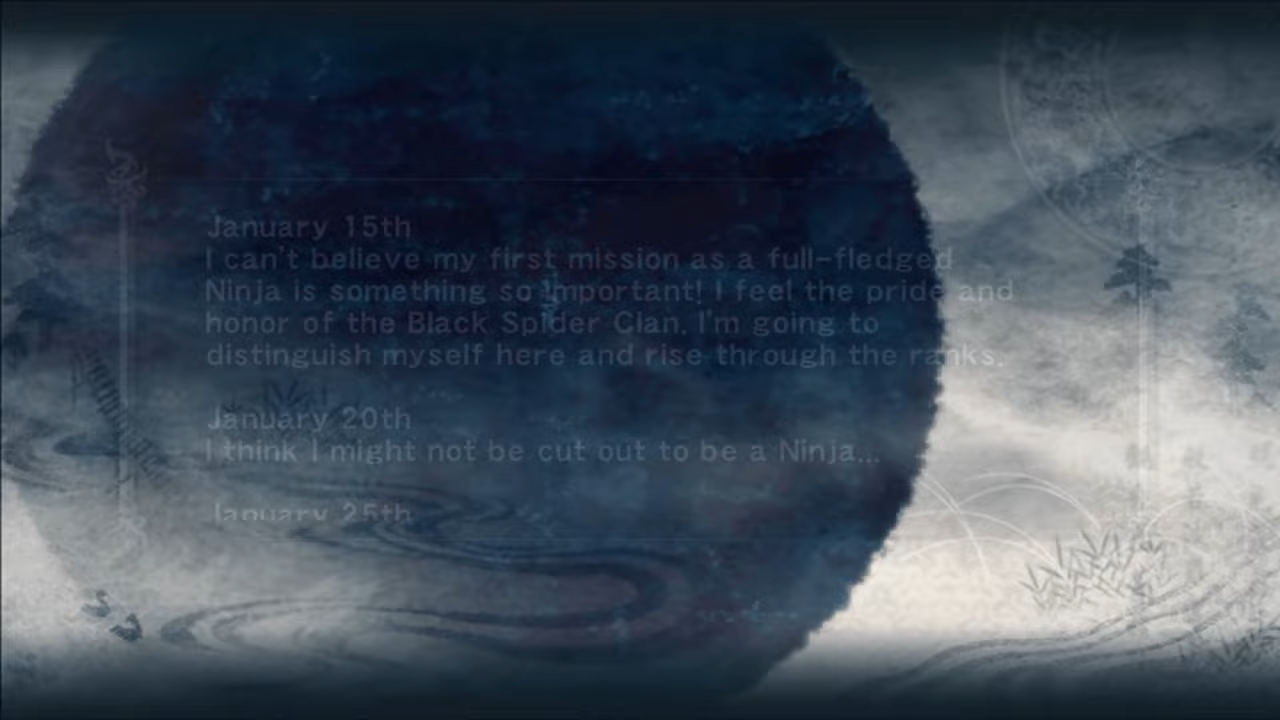 January 15th
I can't believe my first mission as a full-fledged
Ninja is something so important! I feel the pride and
honor of the Black Spider Clan. I'm going to
distinguish myself here and rise through the ranks.
January 20th
I think I might not be cut out to be a Ninja...
January 25th